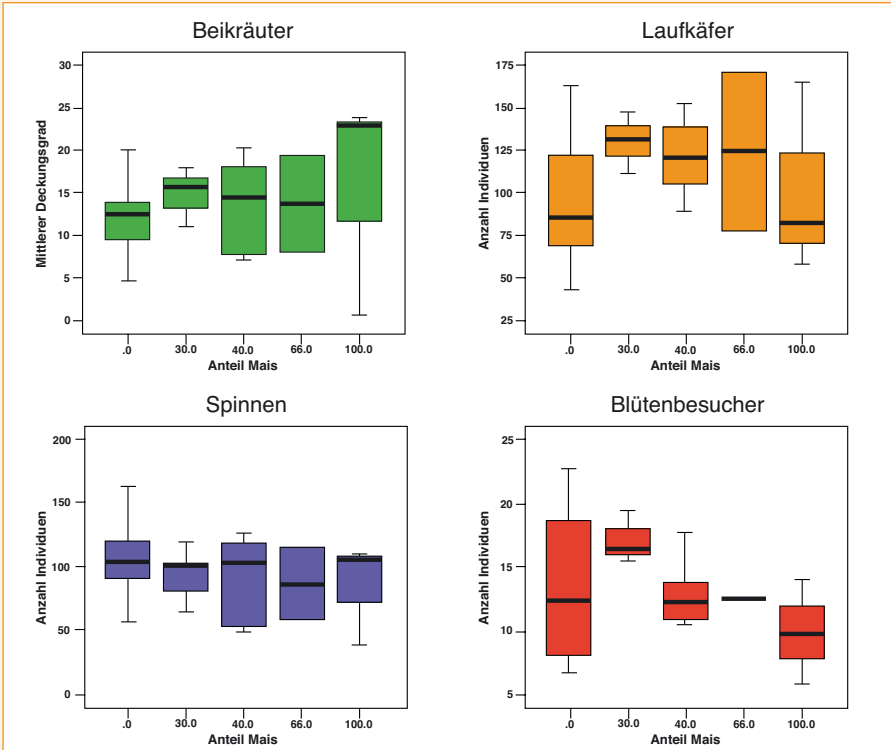 Beikräuter
Mittlerer Deckungsgrad
30
25
20
15
10
5
0
.0 30.0 40.0 66.0 100.0
Anteil Mais
Laufkäfer
Anzahl Individuen
175
150
125
100
75
50
25
.0 30.0 40.0 66.0 100.0
Anteil Mais
Spinnen
Anzahl Individuen
200
150
100
50
0
.0 30.0 40.0 66.0 100.0
Anteil Mais
Blütenbesucher
Anzahl Individuen
25
20
15
10
5
.0 30.0 40.0 66.0 100.0
Anteil Mais